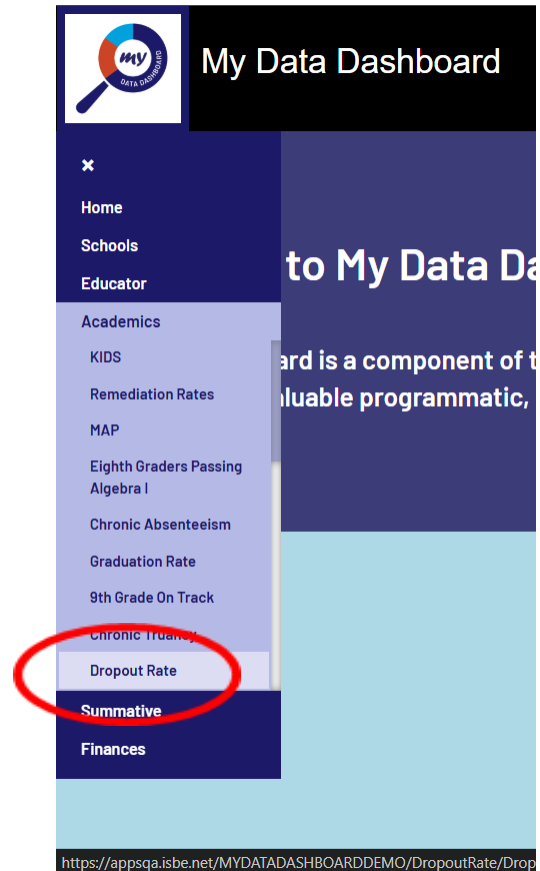 my
DATA DASHBOARD
My Data Dashboard
×
Home
Schools
Educator
to My Data Da
Academics
KIDS
ard is a component of t
Remediation Rates
luable programmatic,
MAP
Eighth Graders Passing
Algebra I
Chronic Absenteeism
Graduation Rate
9th Grade On Track
Chronic Truancy
Dropout Rate
Summative
Finances
https://appsqa.isbe.net/MYDATADASHBOARDDEMO/DropoutRate/Drop